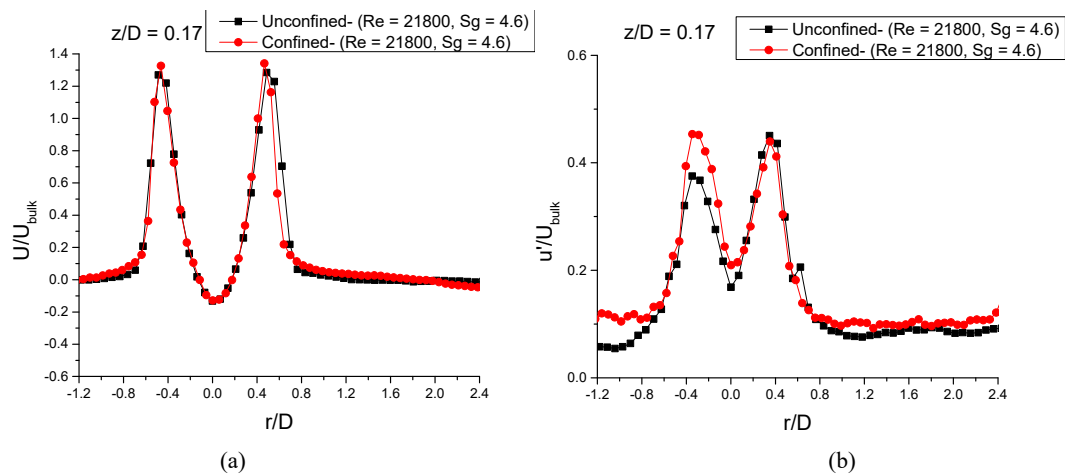 z/D = 0.17
Unconfined- (Re = 21800, Sg = 4.6)
Confined- (Re = 21800, Sg = 4.6)
1.4
1.2
1.0
0.8
0.6
0.4
0.2
0.0
-0.2
-0.4
-0.6
U/U_bulk
-1.2 -0.8 -0.4 0.0 0.4 0.8 1.2 1.6 2.0 2.4
r/D
(a)
z/D = 0.17
Unconfined- (Re = 21800, Sg = 4.6)
Confined- (Re = 21800, Sg = 4.6)
0.6
0.4
0.2
0.0
u'/U_bulk
-1.2 -0.8 -0.4 0.0 0.4 0.8 1.2 1.6 2.0 2.4
r/D
(b)